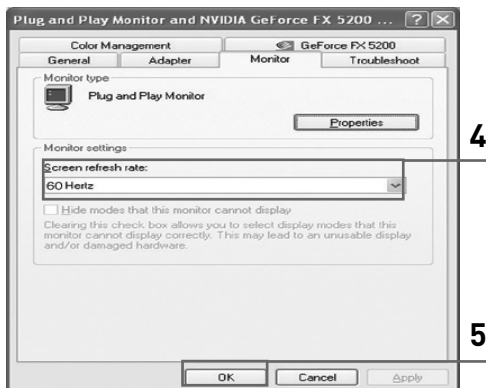 Plug and Play Monitor and NVIDIA GeForce FX 5200 ...
Color Management
GeForce FX 5200
General
Adapter
Monitor
Troubleshoot
Monitor type
Plug and Play Monitor
Properties
4
Monitor settings
Screen refresh rate:
60 Hertz
Hide modes that this monitor cannot display
Clearing this check box allows you to select display modes that this
monitor cannot display correctly. This may lead to an unusable display
and/or damaged hardware.
5
OK
Cancel
Apply